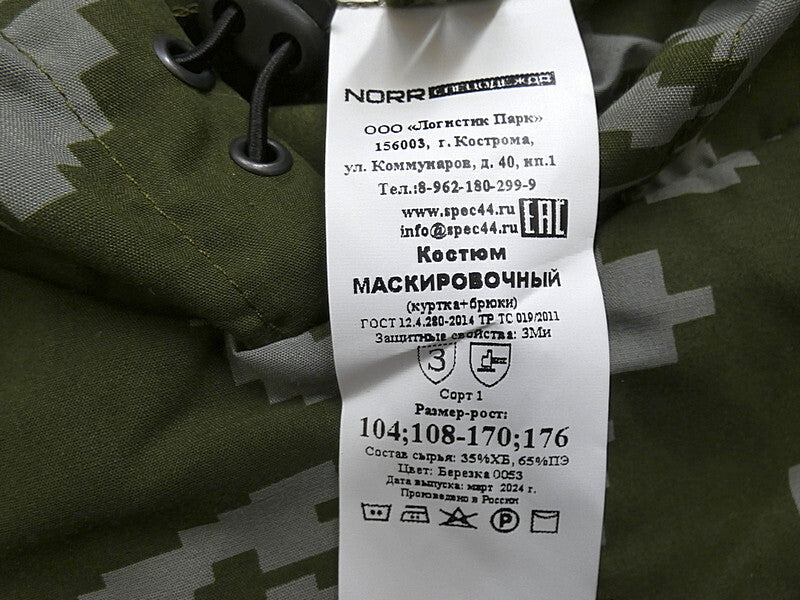 NORR СПЕЦОДЕЖДА
ООО «Логистик Парк»
156003, г. Кострома,
ул. Коммунаров, д. 40, нп.1
Тел.:8-962-180-299-9
www.spec44.ru
info@spec44.ru
EAC
Костюм
МАСКИРОВОЧНЫЙ
(куртка+брюки)
ГОСТ 12.4.280-2014 ТР ТС 019/2011
Защитные свойства: ЗМи
З
Сорт 1
Размер-рост:
104;108-170;176
Состав сырья: 35%ХБ, 65%ПЭ
Цвет: Березка 0053
Дата выпуска: март 2024 г.
Произведено в России
P